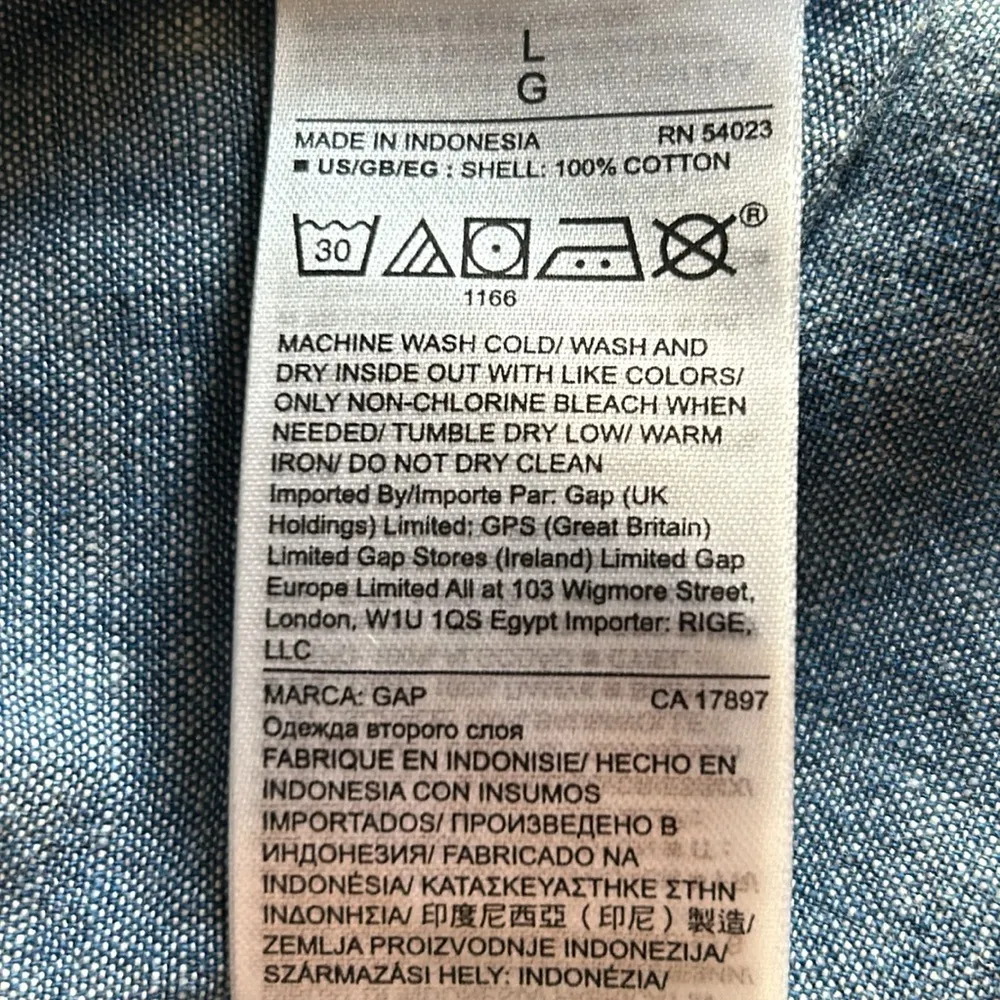 L
G
MADE IN INDONESIA RN 54023
US/GB/EG : SHELL: 100% COTTON
30 ®
1166
MACHINE WASH COLD/ WASH AND
DRY INSIDE OUT WITH LIKE COLORS/
ONLY NON-CHLORINE BLEACH WHEN
NEEDED/ TUMBLE DRY LOW/ WARM
IRON/ DO NOT DRY CLEAN
Imported By/Importe Par: Gap (UK
Holdings) Limited; GPS (Great Britain)
Limited Gap Stores (Ireland) Limited Gap
Europe Limited All at 103 Wigmore Street,
London, W1U 1QS Egypt Importer: RIGE,
LLC
MARCA: GAP CA 17897
Одежда второго слоя
FABRIQUE EN INDONISIE/ HECHO EN
INDONESIA CON INSUMOS
IMPORTADOS/ ПРОИЗВЕДЕНО В
ИНДОНЕЗИЯ/ FABRICADO NA
INDONÉSIA/ ΚΑΤΑΣΚΕΥΑΣΤΗΚΕ ΣΤΗΝ
ΙΝΔΟΝΗΣΙΑ/ 印度尼西亞（印尼）製造/
ZEMLJA PROIZVODNJE INDONEZIJA/
SZÁRMAZÁSI HELY: INDONÉZIA/